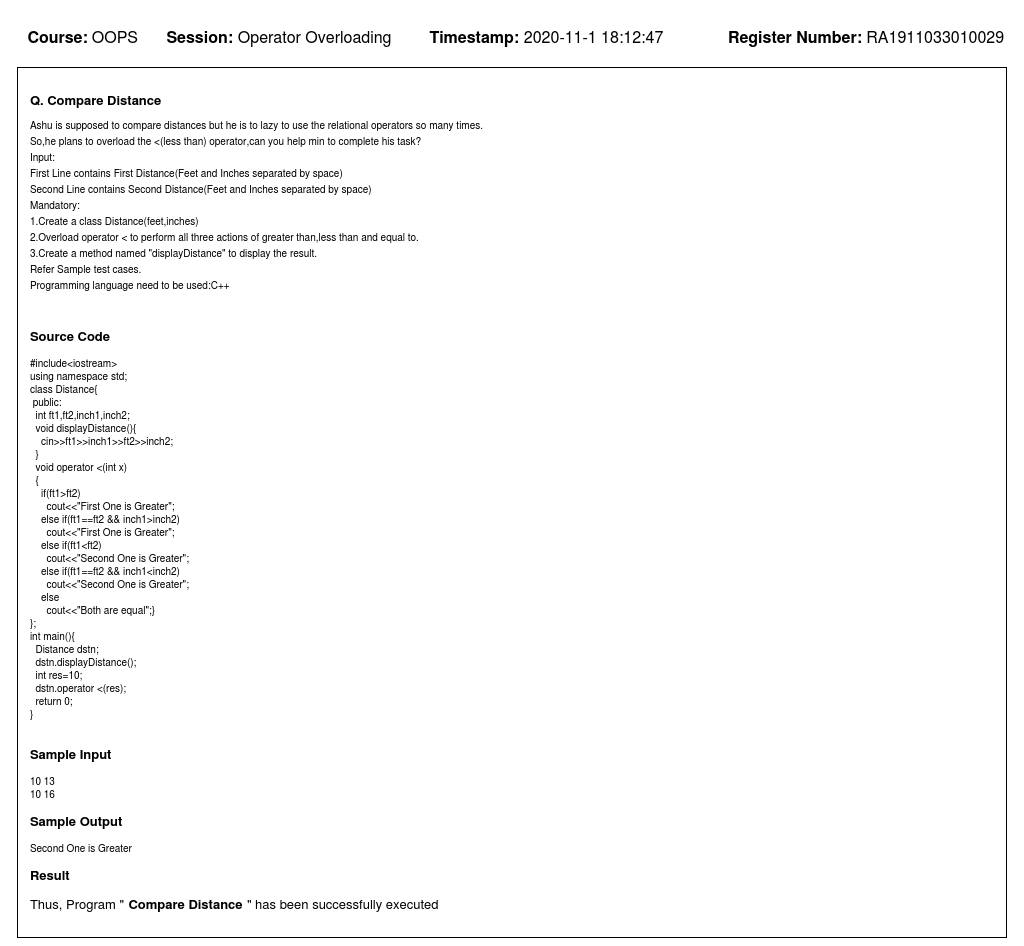 Course: OOPS Session: Operator Overloading Timestamp: 2020-11-1 18:12:47 Register Number: RA1911033010029
Q. Compare Distance
Ashu is supposed to compare distances but he is to lazy to use the relational operators so many times.
So,he plans to overload the <(less than) operator,can you help min to complete his task?
Input:
First Line contains First Distance(Feet and Inches separated by space)
Second Line contains Second Distance(Feet and Inches separated by space)
Mandatory:
1.Create a class Distance(feet,inches)
2.Overload operator < to perform all three actions of greater than,less than and equal to.
3.Create a method named "displayDistance" to display the result.
Refer Sample test cases.
Programming language need to be used:C++
Source Code
#include<iostream>
using namespace std;
class Distance{
public:
int ft1,ft2,inch1,inch2;
void displayDistance(){
cin>>ft1>>inch1>>ft2>>inch2;
}
void operator <(int x)
{
if(ft1>ft2)
cout<<"First One is Greater";
else if(ft1==ft2 && inch1>inch2)
cout<<"First One is Greater";
else if(ft1<ft2)
cout<<"Second One is Greater";
else if(ft1==ft2 && inch1<inch2)
cout<<"Second One is Greater";
else
cout<<"Both are equal";}
};
int main(){
Distance dstn;
dstn.displayDistance();
int res=10;
dstn.operator <(res);
return 0;
}
Sample Input
10 13
10 16
Sample Output
Second One is Greater
Result
Thus, Program " Compare Distance " has been successfully executed